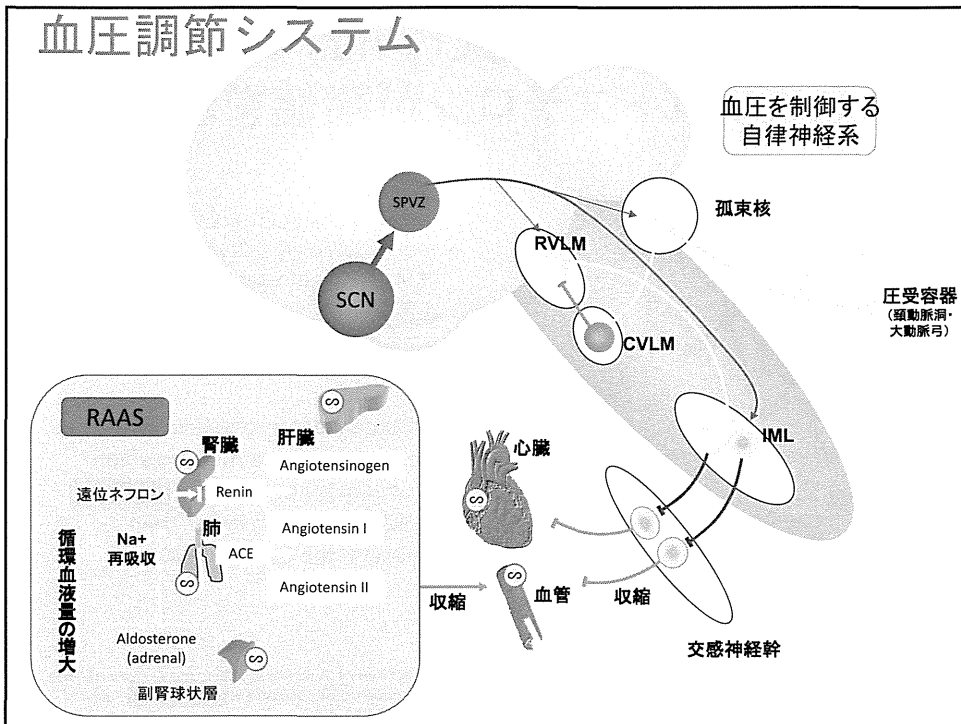 血圧調節システム
血圧を制御する
自律神経系
SPVZ
孤束核
RVLM
SCN
圧受容器
(頸動脈洞・
大動脈弓)
CVLM
RAAS
S
肝臓
腎臓
IML
心臓
S
Angiotensinogen
遠位ネフロン
Renin
S
肺
Angiotensin I
循環血液量の増大
Na+
再吸収
ACE
S
Angiotensin II
収縮
S
血管
収縮
Aldosterone
(adrenal)
S
交感神経幹
副腎球状層